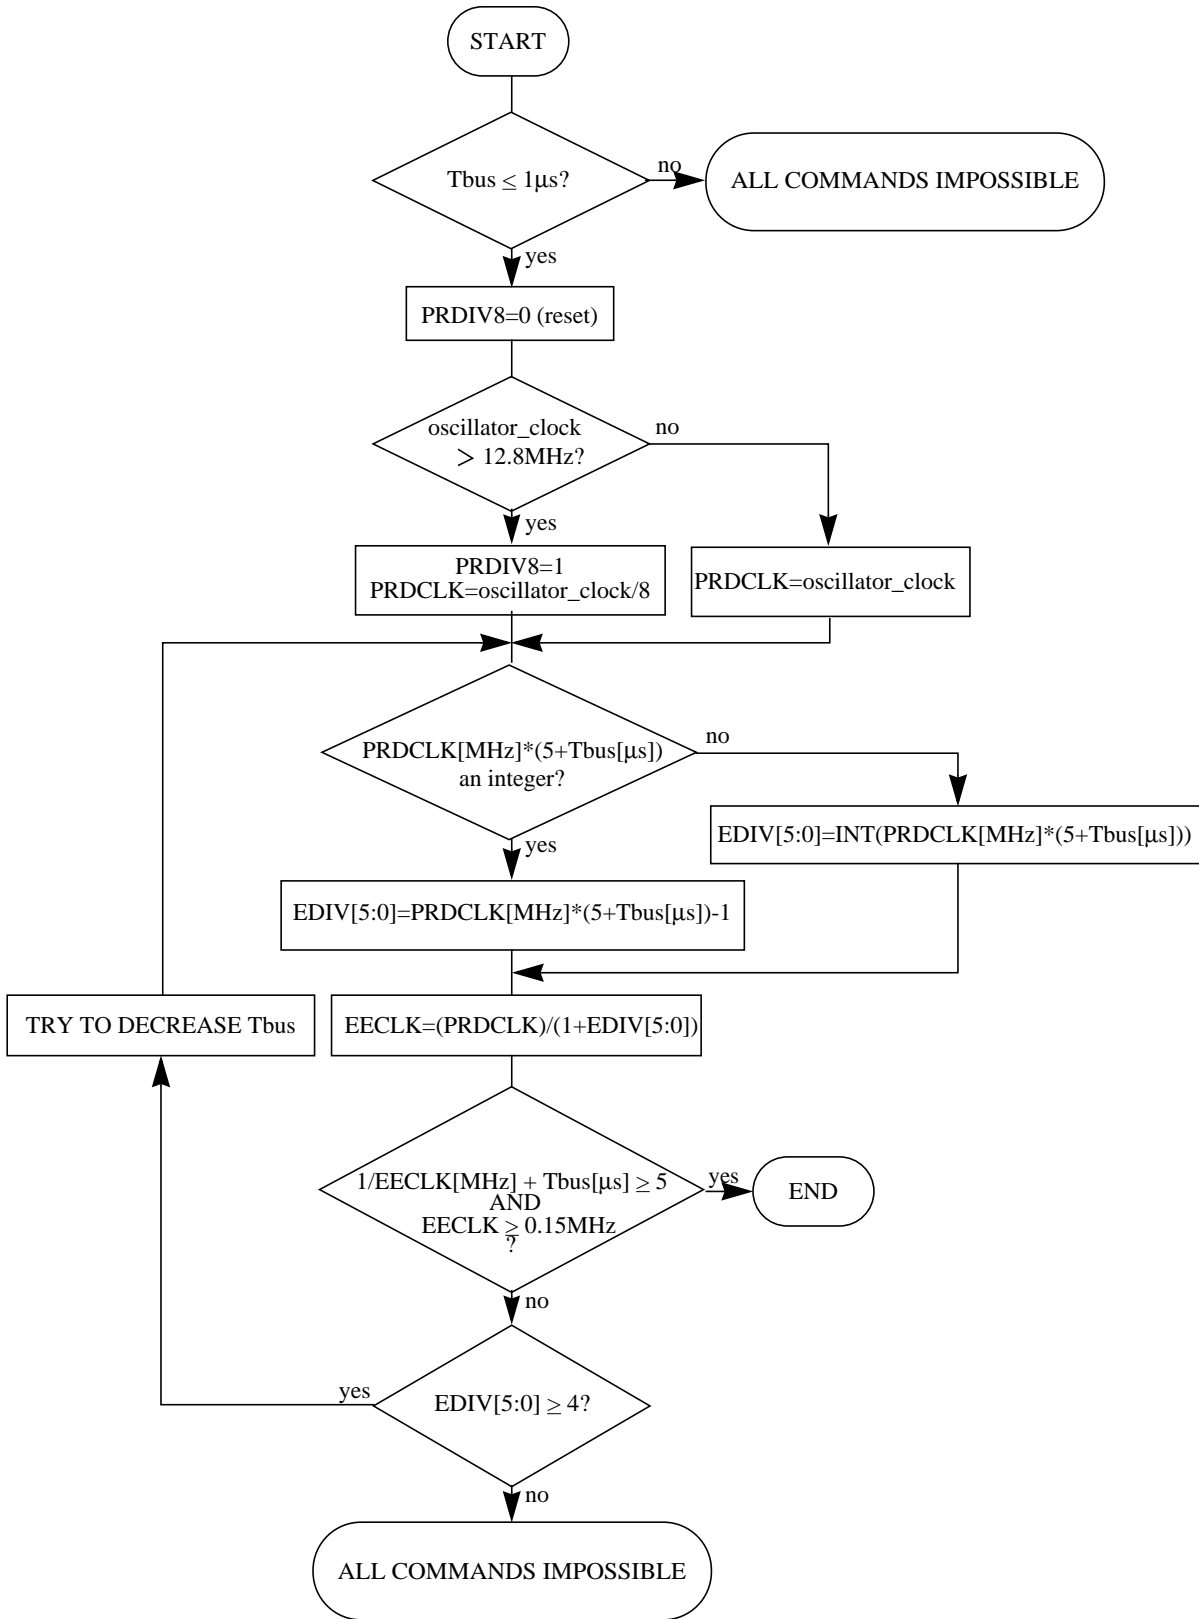 START
Tbus ≤ 1μs?
no
ALL COMMANDS IMPOSSIBLE
yes
PRDIV8=0 (reset)
oscillator_clock
> 12.8MHz?
no
yes
PRDIV8=1
PRDCLK=oscillator_clock/8
PRDCLK=oscillator_clock
PRDCLK[MHz]*(5+Tbus[μs])
an integer?
no
yes
EDIV[5:0]=INT(PRDCLK[MHz]*(5+Tbus[μs]))
EDIV[5:0]=PRDCLK[MHz]*(5+Tbus[μs])-1
TRY TO DECREASE Tbus
EECLK=(PRDCLK)/(1+EDIV[5:0])
1/EECLK[MHz] + Tbus[μs] ≥ 5
AND
EECLK ≥ 0.15MHz
?
yes
END
no
EDIV[5:0] ≥ 4?
yes
no
ALL COMMANDS IMPOSSIBLE